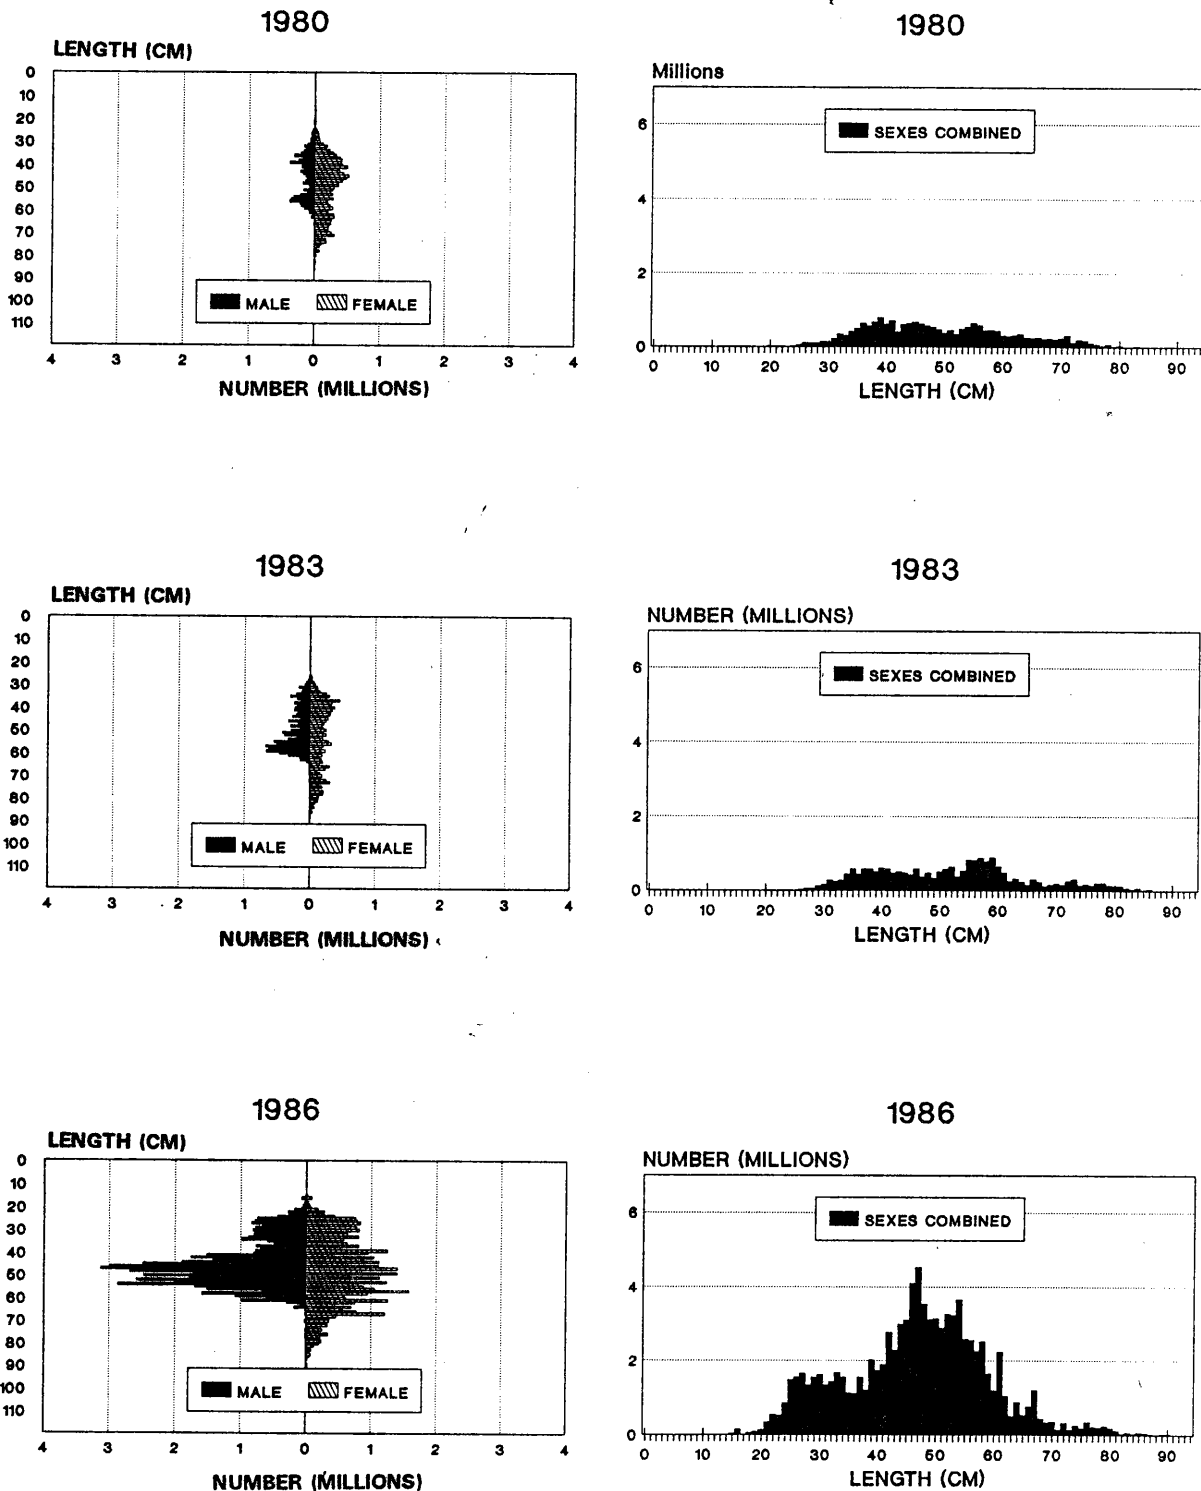 1980
LENGTH (CM)
0
10
20
30
40
50
60
70
80
90
100
110
MALE FEMALE
4 3 2 1 0 1 2 3 4
NUMBER (MILLIONS)
1980
Millions
6
4
2
0
SEXES COMBINED
0 10 20 30 40 50 60 70 80 90
LENGTH (CM)
1983
LENGTH (CM)
0
10
20
30
40
50
60
70
80
90
100
110
MALE FEMALE
4 3 2 1 0 1 2 3 4
NUMBER (MILLIONS)
1983
NUMBER (MILLIONS)
6
4
2
0
SEXES COMBINED
0 10 20 30 40 50 60 70 80 90
LENGTH (CM)
1986
LENGTH (CM)
0
10
20
30
40
50
60
70
80
90
100
110
MALE FEMALE
4 3 2 1 0 1 2 3 4
NUMBER (MILLIONS)
1986
NUMBER (MILLIONS)
6
4
2
0
SEXES COMBINED
0 10 20 30 40 50 60 70 80 90
LENGTH (CM)